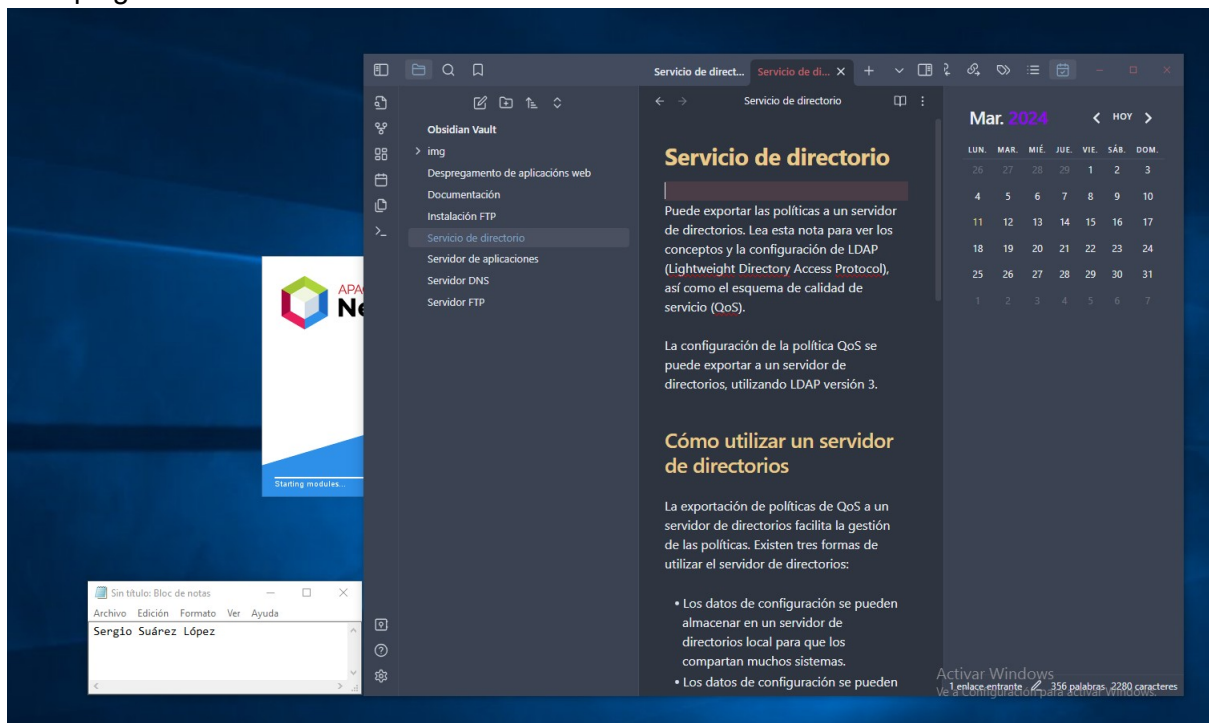 Servicio de direct...
Servicio de di...
Servicio de directorio
Obsidian Vault
img
Despregamento de aplicacións web
Documentación
Instalación FTP
Servicio de directorio
Servidor de aplicaciones
Servidor DNS
Servidor FTP
Servicio de directorio
Puede exportar las políticas a un servidor
de directorios. Lea esta nota para ver los
conceptos y la configuración de LDAP
(Lightweight Directory Access Protocol),
así como el esquema de calidad de
servicio (QoS).
La configuración de la política QoS se
puede exportar a un servidor de
directorios, utilizando LDAP versión 3.
Cómo utilizar un servidor
de directorios
La exportación de políticas de QoS a un
servidor de directorios facilita la gestión
de las políticas. Existen tres formas de
utilizar el servidor de directorios:
• Los datos de configuración se pueden
almacenar en un servidor de
directorios local para que los
compartan muchos sistemas.
• Los datos de configuración se pueden
Mar. 2024
HOY
LUN. MAR. MIÉ. JUE. VIE. SÁB. DOM.
26 27 28 29 1 2 3
4 5 6 7 8 9 10
11 12 13 14 15 16 17
18 19 20 21 22 23 24
25 26 27 28 29 30 31
1 2 3 4 5 6 7
Activar Windows
Ve a Configuración para activar Windows.
1 enlace entrante 356 palabras 2280 caracteres
APA
Ne
Starting modules...
Sin título: Bloc de notas
Archivo Edición Formato Ver Ayuda
Sergio Suárez López